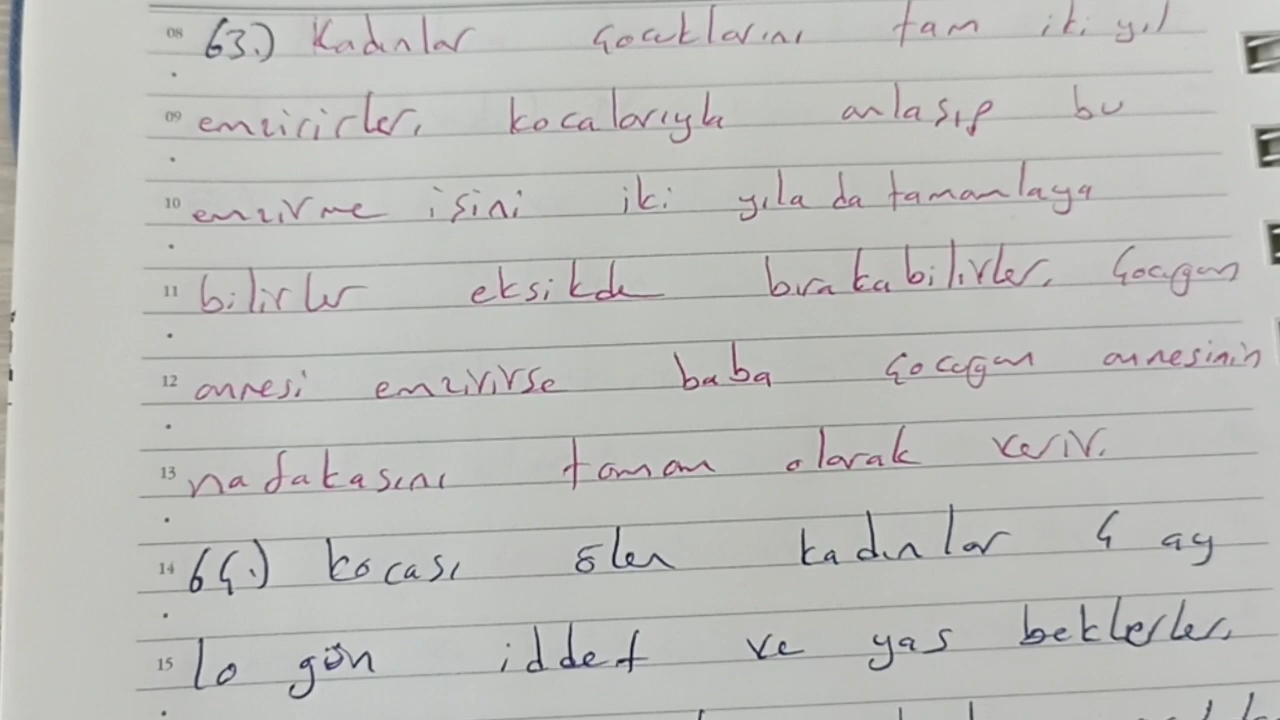 08 63.) Kadınlar çocuklarını tam iki yıl
09 emzirirler, kocalarıyla anlaşıp bu
10 emzirme işini iki yıla da tamamlaya
11 bilirler eksikde bırakabilirler. Çocuğun
12 annesi emzirirse baba çocuğun annesinin
13 nafakasını tamam olarak verir.
14 64.) Kocası ölen kadınlar 4 ay
15 10 gün iddet ve yas beklerler.